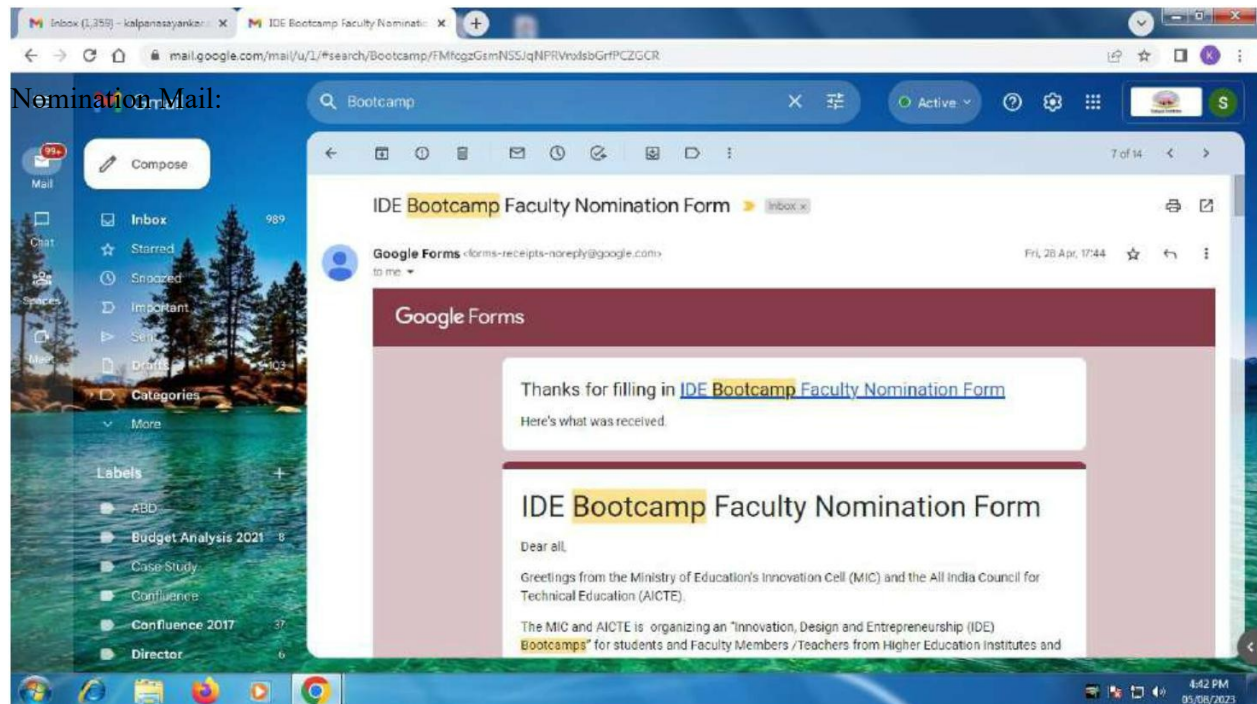 Inbox (1,359) - kalpanasayankar
IDE Bootcamp Faculty Nominatio
mail.google.com/mail/u/1/#search/Bootcamp/FMfcgzGsmNSSJqNPRVnxlsbGrfPCZGCR
K
Nomination Mail:
Gmail
Bootcamp
Active
S
99+
Mail
Compose
7 of 14
Chat
Inbox 989
Starred
Snoozed
Spaces
Important
Sent
Meet
Drafts 103
Categories
More
Labels
ABD
Budget Analysis 2021 8
Case Study
Confluence
Confluence 2017 37
Director 6
IDE Bootcamp Faculty Nomination Form
Inbox x
Google Forms <forms-receipts-noreply@google.com>
Fri, 28 Apr, 17:44
to me
Google Forms
Thanks for filling in IDE Bootcamp Faculty Nomination Form
Here's what was received.
IDE Bootcamp Faculty Nomination Form
Dear all,
Greetings from the Ministry of Education's Innovation Cell (MIC) and the All India Council for
Technical Education (AICTE).
The MIC and AICTE is organizing an "Innovation, Design and Entrepreneurship (IDE)
Bootcamps" for students and Faculty Members /Teachers from Higher Education Institutes and
4:42 PM
05/08/2023